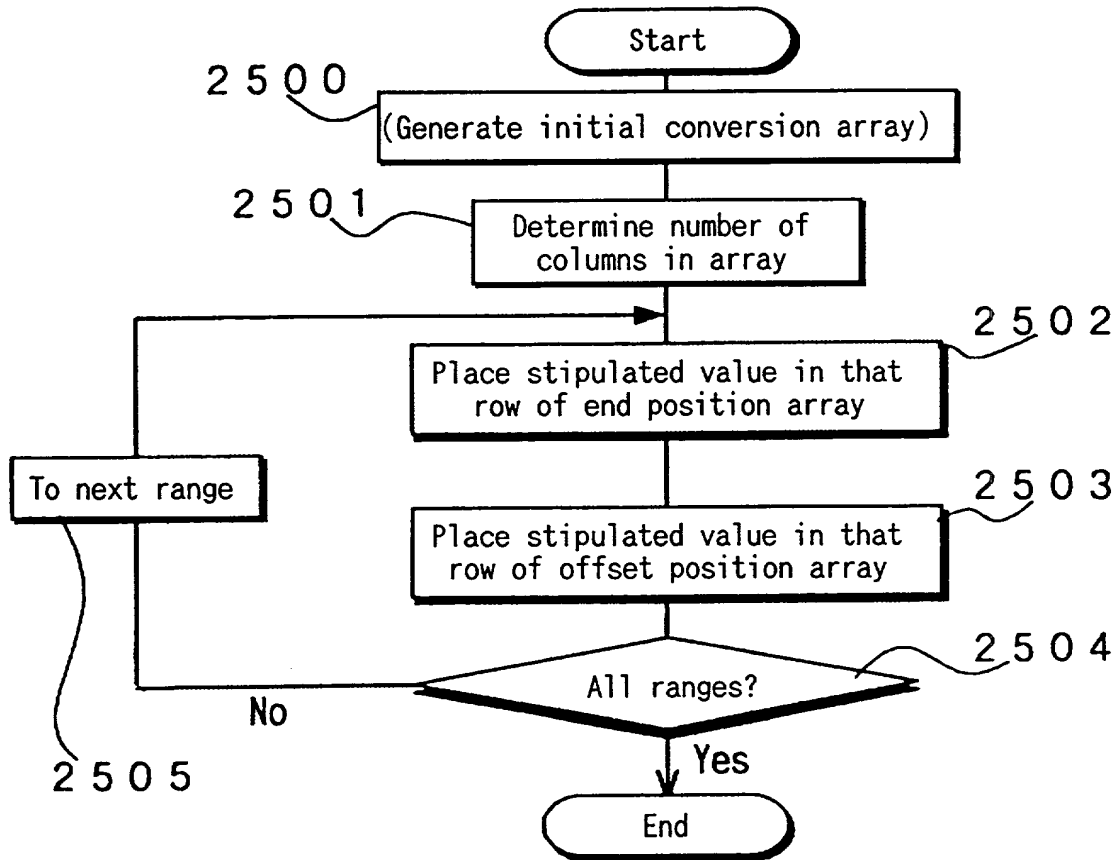 Start
2500
(Generate initial conversion array)
2501
Determine number of
columns in array
2502
Place stipulated value in that
row of end position array
To next range
2503
Place stipulated value in that
row of offset position array
2504
All ranges?
No
2505
Yes
End